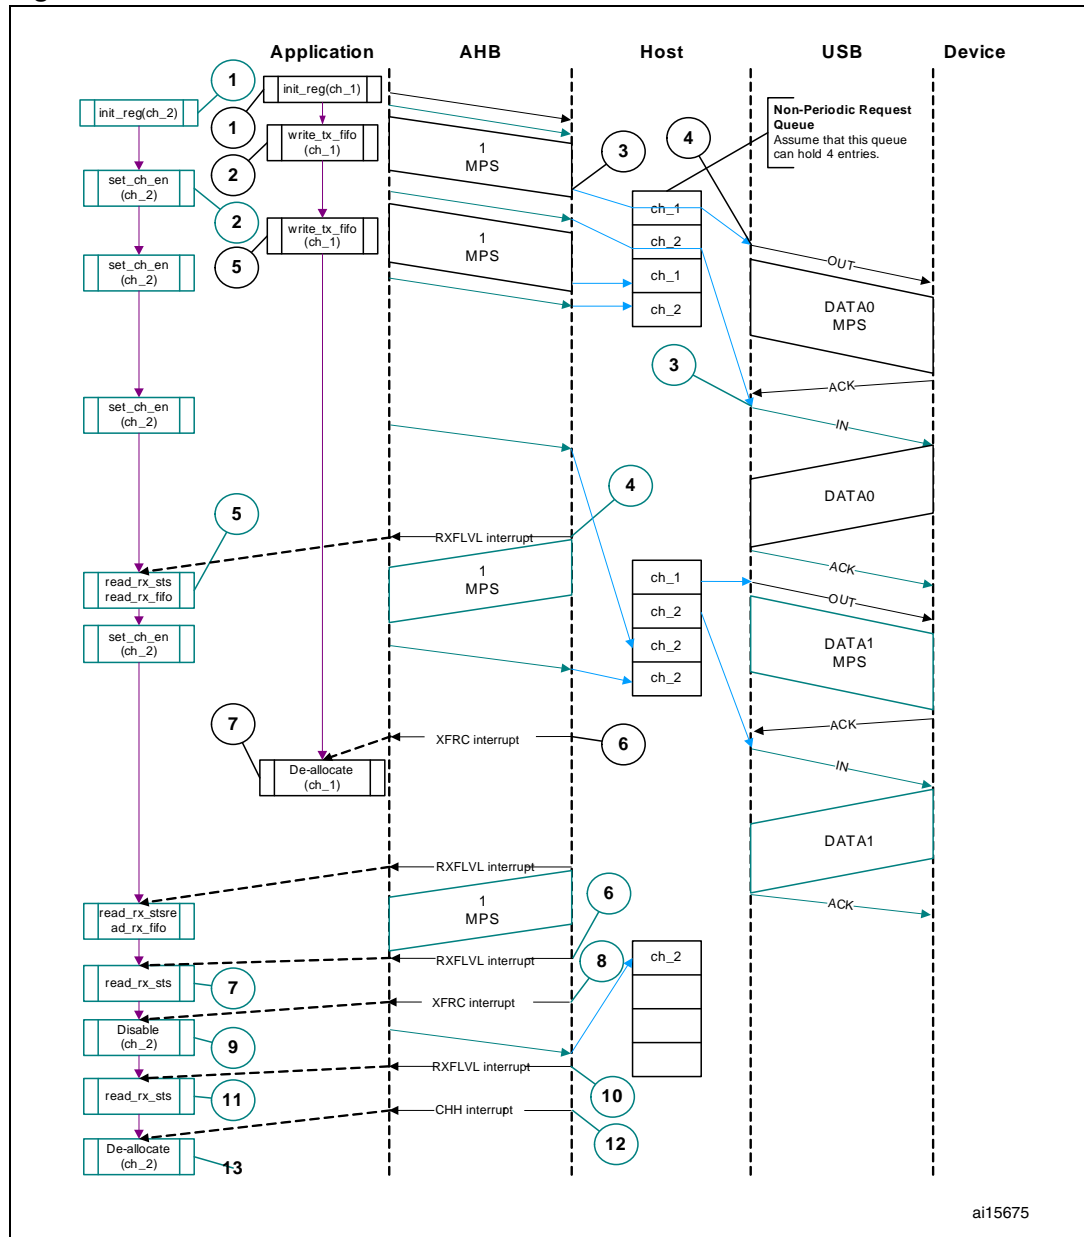 Application
AHB
Host
USB
Device
1
init_reg(ch_1)
init_reg(ch_2)
1
Non-Periodic Request
Queue
Assume that this queue
can hold 4 entries.
write_tx_fifo
(ch_1)
1
MPS
3
4
2
set_ch_en
(ch_2)
ch_1
2
write_tx_fifo
(ch_1)
ch_2
1
MPS
5
set_ch_en
(ch_2)
OUT
ch_1
ch_2
DATA0
MPS
3
ACK
set_ch_en
(ch_2)
IN
4
DATA0
5
RXFLVL interrupt
read_rx_sts
read_rx_fifo
1
MPS
ch_1
ACK
OUT
ch_2
set_ch_en
(ch_2)
ch_2
DATA1
MPS
ch_2
7
ACK
XFRC interrupt
6
De-allocate
(ch_1)
IN
DATA1
RXFLVL interrupt
6
read_rx_stsre
ad_rx_fifo
1
MPS
ACK
RXFLVL interrupt
8
ch_2
read_rx_sts
7
XFRC interrupt
Disable
(ch_2)
9
RXFLVL interrupt
10
read_rx_sts
11
CHH interrupt
12
De-allocate
(ch_2)
13
ai15675